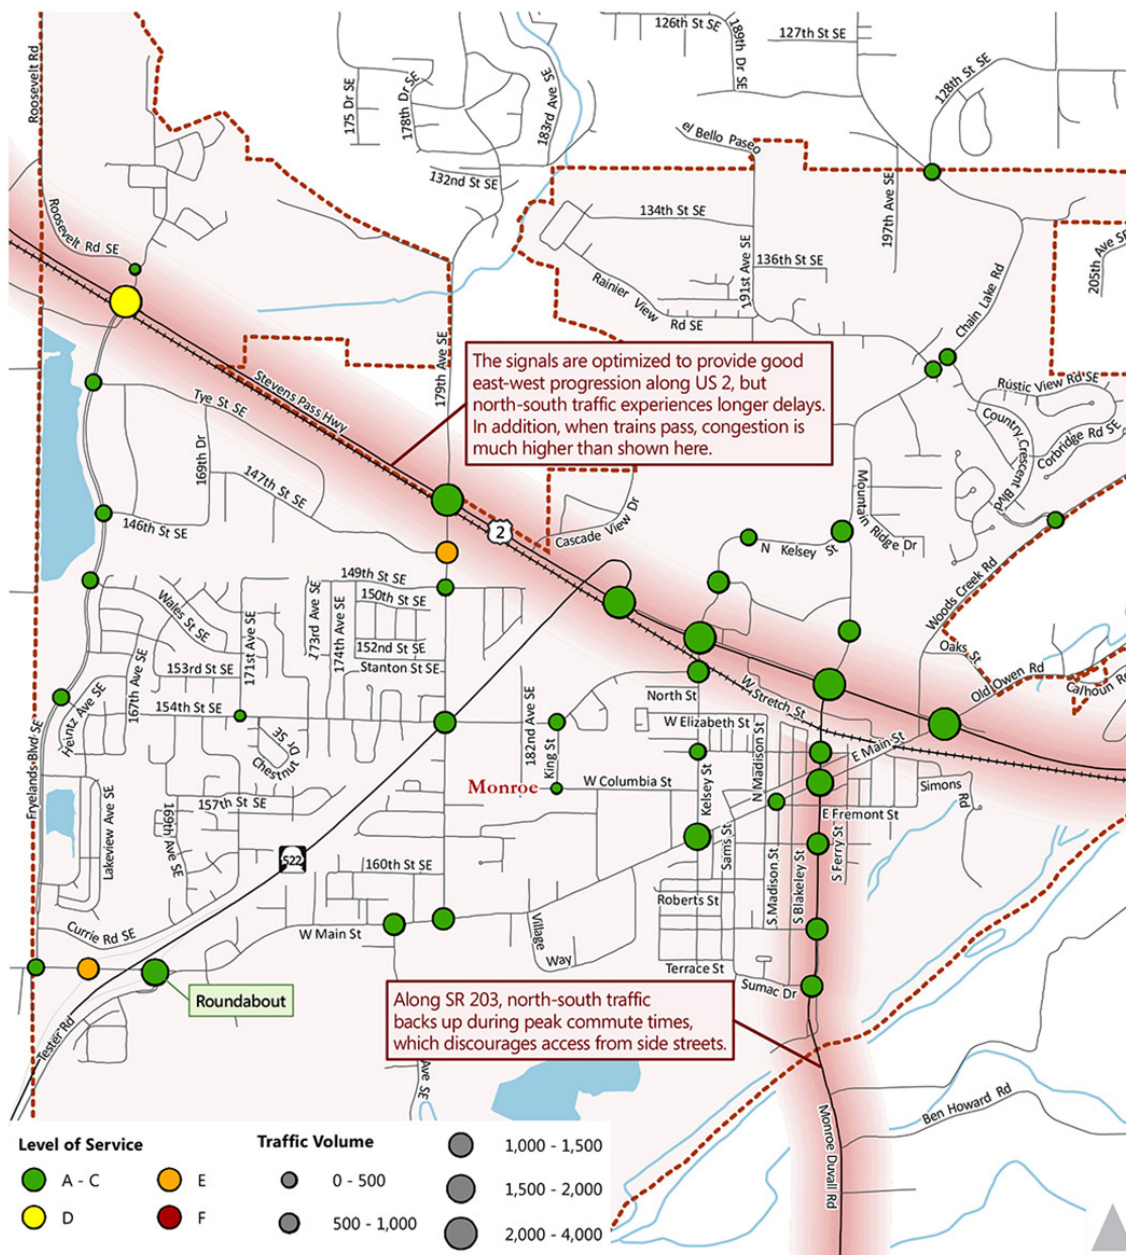 Roosevelt Rd
126th St SE
189th Dr SE
127th St SE
128th St SE
175 Dr SE
178th Dr SE
183rd Ave SE
el Bello Paseo
132nd St SE
197th Ave SE
134th St SE
Roosevelt Rd SE
191st Ave SE
136th St SE
205th Ave SE
Rainier View
Rd SE
Chain Lake Rd
179th Ave SE
The signals are optimized to provide good
east-west progression along US 2, but
north-south traffic experiences longer delays.
In addition, when trains pass, congestion is
much higher than shown here.
Stevens Pass Hwy
Tye St SE
Rustic View Rd SE
Country Crescent Blvd
Corbridge Rd SE
169th Dr
147th St SE
Mountain Ridge Dr
146th St SE
2
Cascade View Dr
N Kelsey St
Woods Creek Rd
149th St SE
150th St SE
Wales St SE
171st Ave SE
773rd Ave SE
174th Ave SE
152nd St SE
Stanton St SE
153rd St SE
167th Ave SE
Oaks St
Old Owen Rd
Calhoun Rd
W Stretch St
North St
Heintz Ave SE
154th St SE
182nd Ave SE
King St
W Elizabeth St
N Madison St
E Main St
Chestnut
Dr SE
Fryelands Blvd SE
Monroe
W Columbia St
Kelsey St
Simons
Rd
Lakeview Ave SE
157th St SE
169th Ave SE
E Fremont St
Sams St
S Madison St
S Blakeley St
S Ferry St
522
160th St SE
Roberts St
Currie Rd SE
W Main St
Village
Way
Terrace St
Sumac Dr
Roundabout
Tester Rd
Along SR 203, north-south traffic
backs up during peak commute times,
which discourages access from side streets.
Ave SE
Monroe Duvall Rd
Ben Howard Rd
Level of Service
A - C
D
E
F
Traffic Volume
0 - 500
500 - 1,000
1,000 - 1,500
1,500 - 2,000
2,000 - 4,000